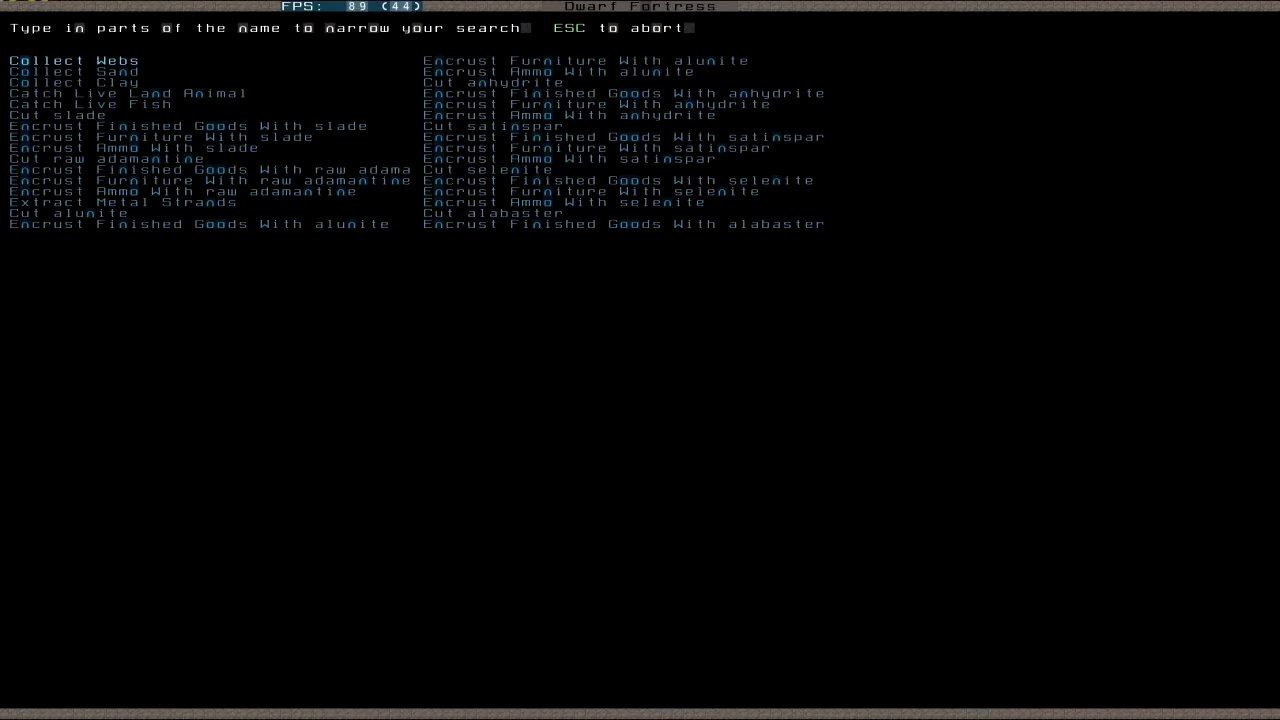 FPS: 89 (44) Dwarf Fortress
Type in parts of the name to narrow your search. ESC to abort.
Collect Webs
Collect Sand
Collect Clay
Catch Live Land Animal
Catch Live Fish
Cut slade
Encrust Finished Goods With slade
Encrust Furniture With slade
Encrust Ammo With slade
Cut raw adamantine
Encrust Finished Goods With raw adama
Encrust Furniture With raw adamantine
Encrust Ammo With raw adamantine
Extract Metal Strands
Cut alunite
Encrust Finished Goods With alunite
Encrust Furniture With alunite
Encrust Ammo With alunite
Cut anhydrite
Encrust Finished Goods With anhydrite
Encrust Furniture With anhydrite
Encrust Ammo With anhydrite
Cut satinspar
Encrust Finished Goods With satinspar
Encrust Furniture With satinspar
Encrust Ammo With satinspar
Cut selenite
Encrust Finished Goods With selenite
Encrust Furniture With selenite
Encrust Ammo With selenite
Cut alabaster
Encrust Finished Goods With alabaster